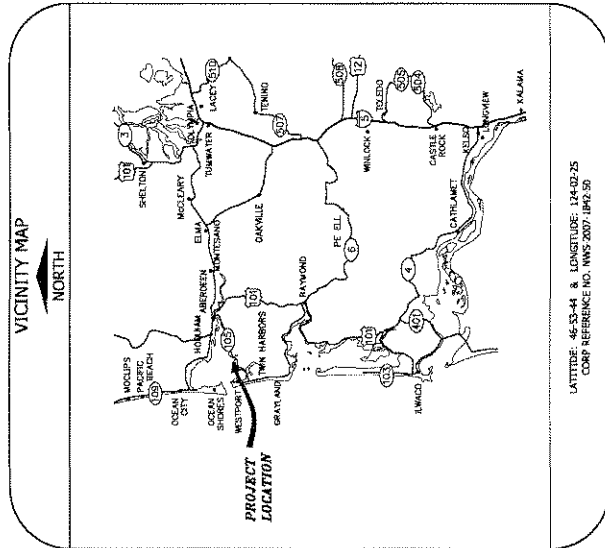 VICINITY MAP
NORTH
MOCLIPS
PACIFIC
BEACH
109
OCEAN
CITY
OCEAN
SHORES
WESTPORT
HOQUIAM
ABERDEEN
MONTESANO
ELMA
McCLEARY
SHELTON
101
3
OLYMPIA
LACEY
510
TUMWATER
TENINO
507
OAKVILLE
105
TWIN HARBORS
GRAYLAND
101
RAYMOND
PROJECT
LOCATION
PE ELL
6
508
12
5
WINLOCK
TOLEDO
505
504
CASTLE
ROCK
KELSO
LONGVIEW
KALAMA
CATHLAMET
4
101
401
103
ILWACO
LATITUDE: 46-53-44 & LONGITUDE: 124-02-25
CORP REFERENCE NO. NWS-2007-1842-SO